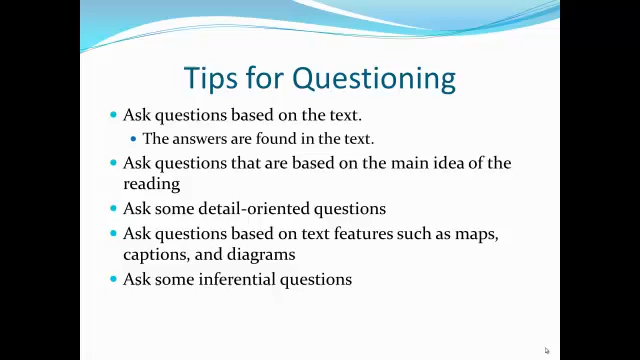 Tips for Questioning
• Ask questions based on the text.
• The answers are found in the text.
• Ask questions that are based on the main idea of the
reading
• Ask some detail-oriented questions
• Ask questions based on text features such as maps,
captions, and diagrams
• Ask some inferential questions